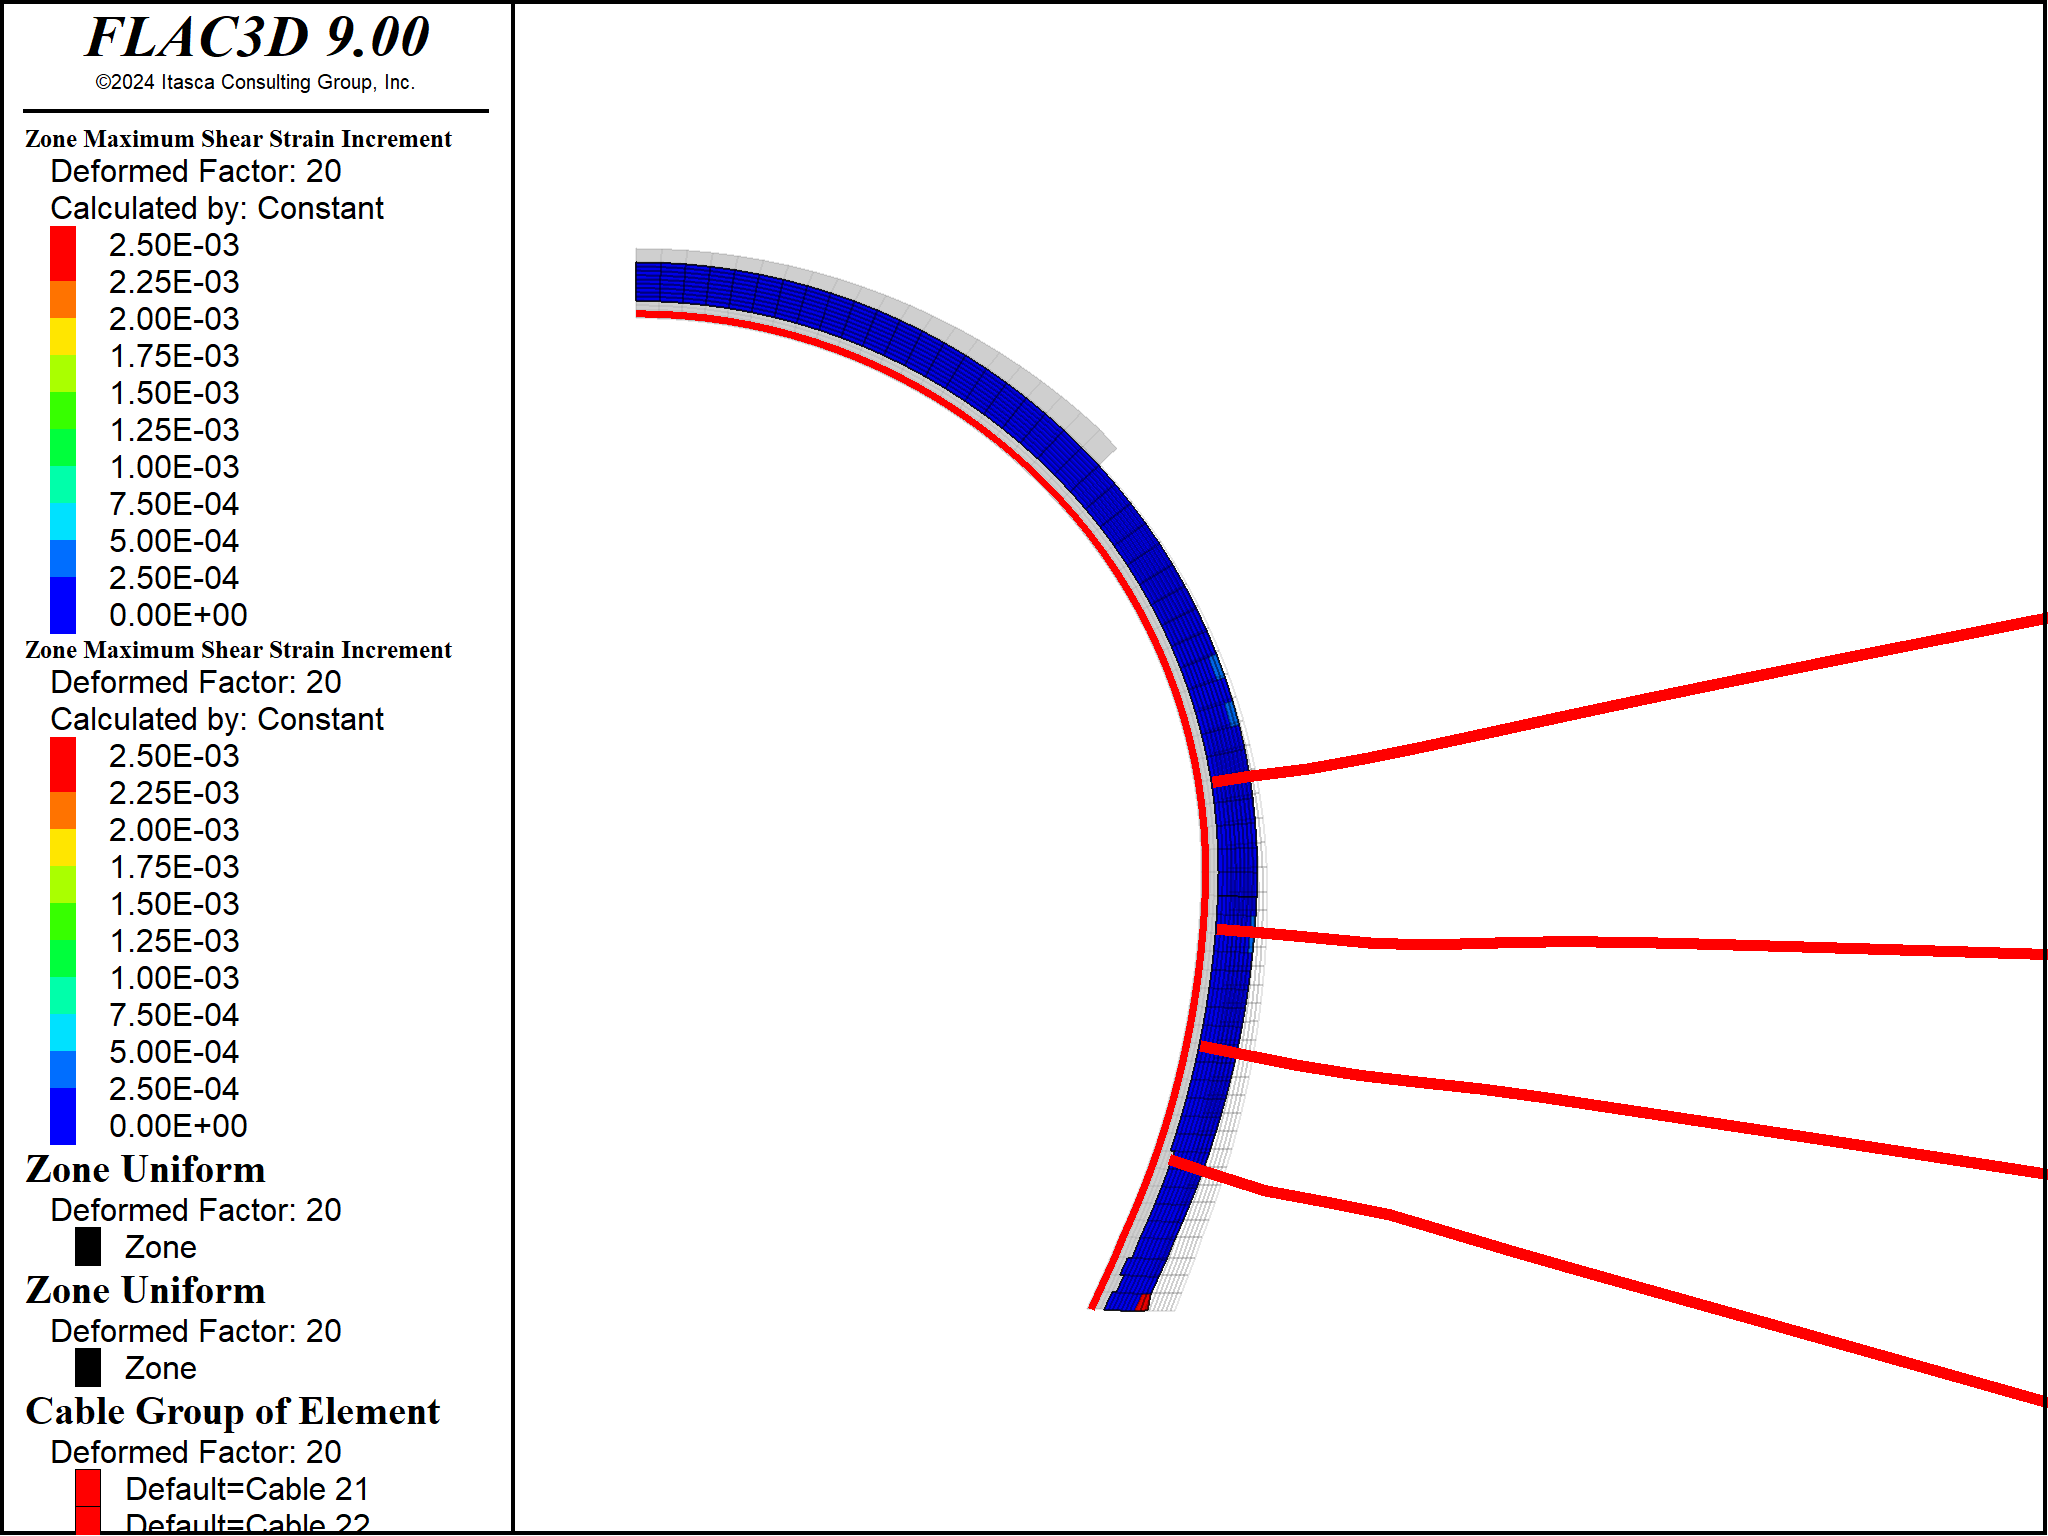 FLAC3D 9.00
©2024 Itasca Consulting Group, Inc.
Zone Maximum Shear Strain Increment
Deformed Factor: 20
Calculated by: Constant
2.50E-03
2.25E-03
2.00E-03
1.75E-03
1.50E-03
1.25E-03
1.00E-03
7.50E-04
5.00E-04
2.50E-04
0.00E+00
Zone Maximum Shear Strain Increment
Deformed Factor: 20
Calculated by: Constant
2.50E-03
2.25E-03
2.00E-03
1.75E-03
1.50E-03
1.25E-03
1.00E-03
7.50E-04
5.00E-04
2.50E-04
0.00E+00
Zone Uniform
Deformed Factor: 20
Zone
Zone Uniform
Deformed Factor: 20
Zone
Cable Group of Element
Deformed Factor: 20
Default=Cable 21
Default=Cable 22